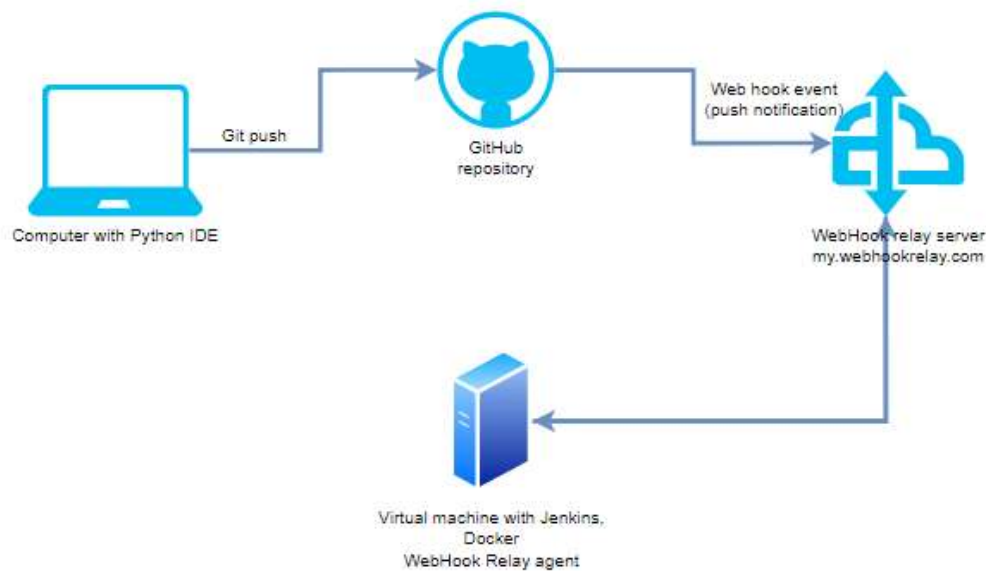 Git push
Computer with Python IDE
GitHub
repository
Web hook event
(push notification)
WebHook relay server
my.webhookrelay.com
Virtual machine with Jenkins,
Docker
WebHook Relay agent